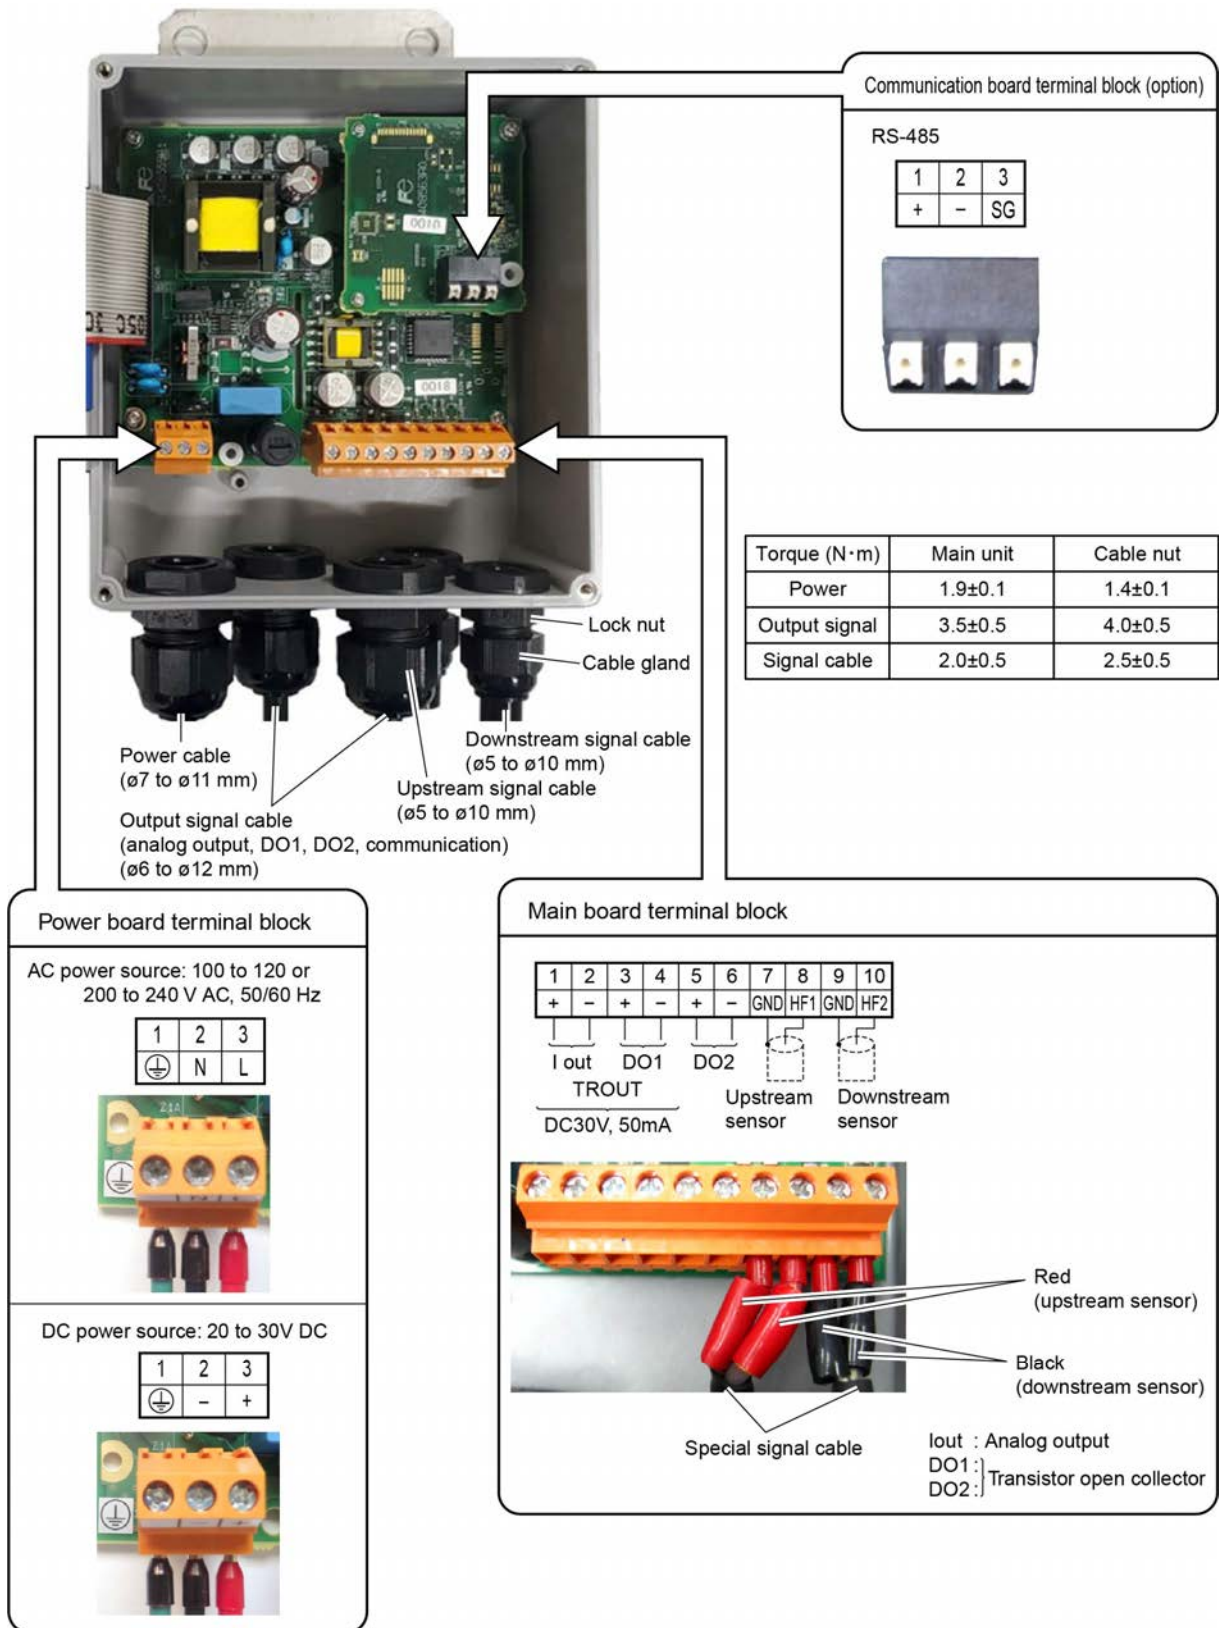 Communication board terminal block (option)
RS-485
1 2 3
+ − SG
0010
0018
05C 3C
Torque (N·m) Main unit Cable nut
Power 1.9±0.1 1.4±0.1
Output signal 3.5±0.5 4.0±0.5
Signal cable 2.0±0.5 2.5±0.5
Lock nut
Cable gland
Power cable
(ø7 to ø11 mm)
Downstream signal cable
(ø5 to ø10 mm)
Upstream signal cable
(ø5 to ø10 mm)
Output signal cable
(analog output, DO1, DO2, communication)
(ø6 to ø12 mm)
Power board terminal block
AC power source: 100 to 120 or
200 to 240 V AC, 50/60 Hz
1 2 3
⏚ N L
Z1A
DC power source: 20 to 30V DC
1 2 3
⏚ − +
Z1A
Main board terminal block
1 2 3 4 5 6 7 8 9 10
+ − + − + − GND HF1 GND HF2
I out DO1 DO2
TROUT
DC30V, 50mA
Upstream
sensor
Downstream
sensor
Red
(upstream sensor)
Black
(downstream sensor)
Special signal cable
Iout : Analog output
DO1 :
DO2 :
Transistor open collector